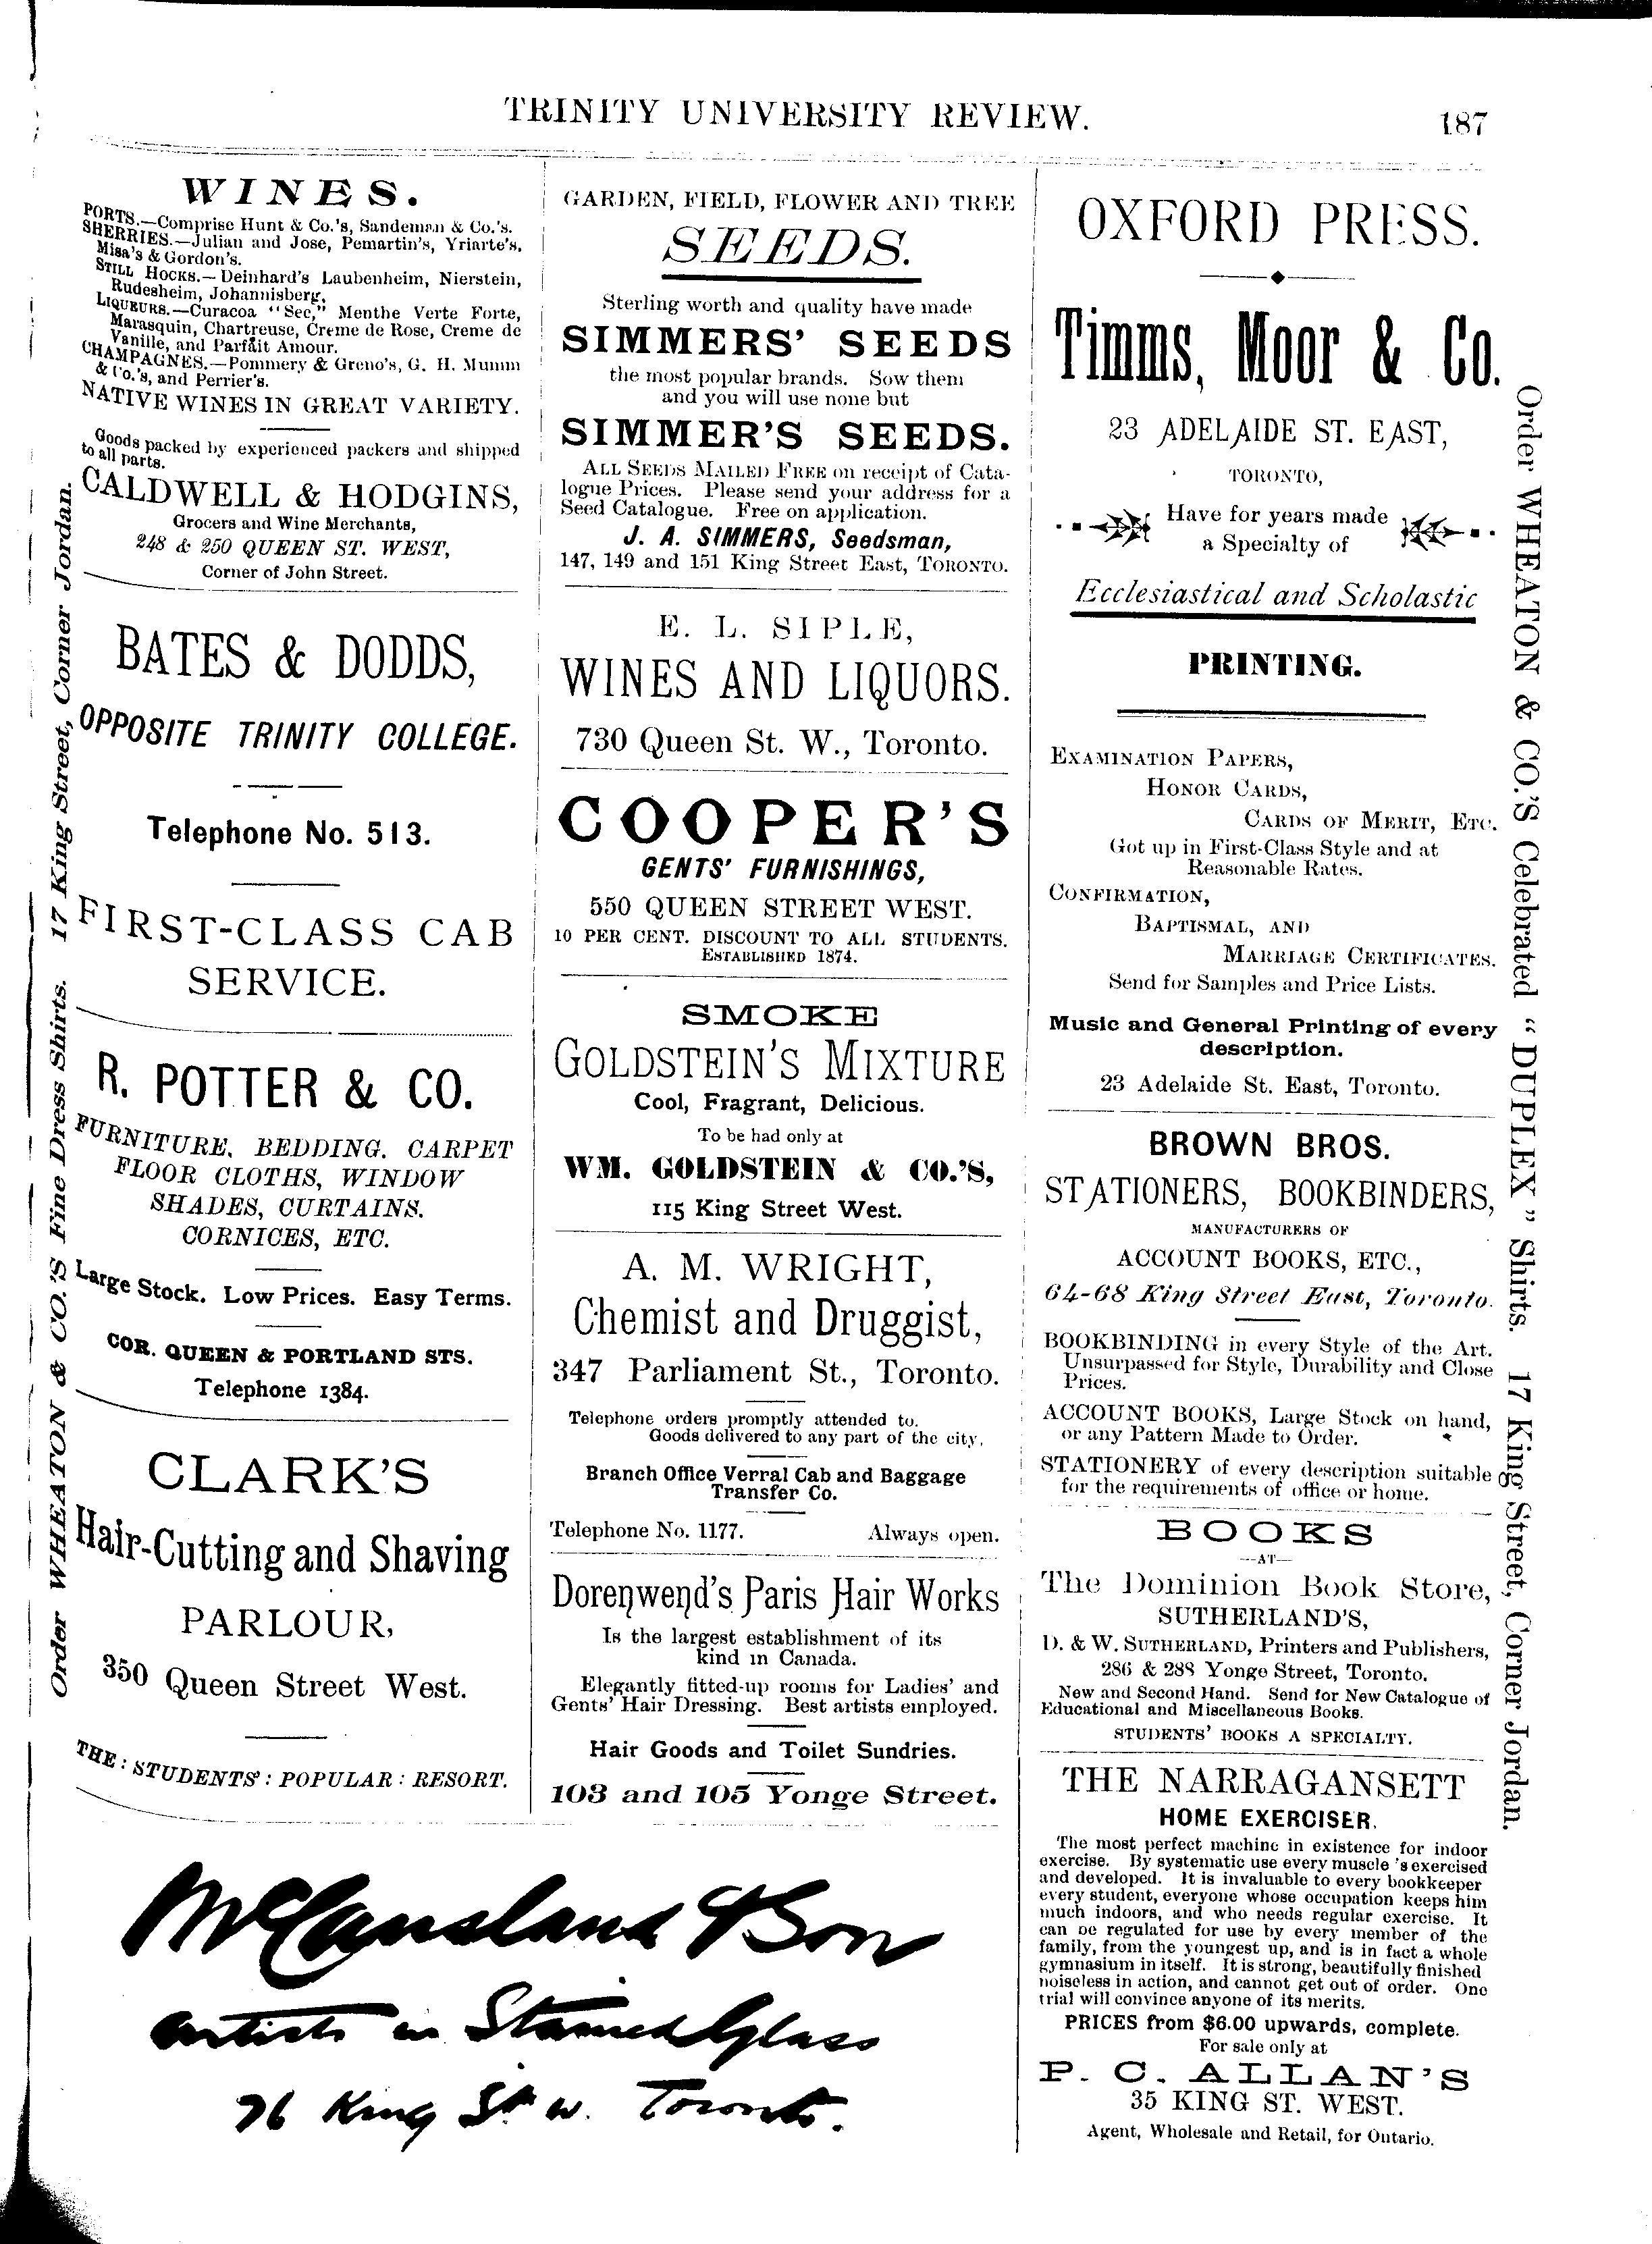 TRINITY UNIVERSITY REVIEW.
187
WINES.
PORTS.—Comprise Hunt & Co.'s, Sandeman & Co.'s.
SHERRIES.—Julian and Jose, Pemartin's, Yriarte's,
Misa's & Gordon's.
STILL HOCKS.—Deinhard's Laubenheim, Nierstein,
Rudesheim, Johannisberg,
LIQUEURS.—Curacoa "Sec," Menthe Verte Forte,
Marasquin, Chartreuse, Creme de Rose, Creme de
Vanille, and Parfait Amour.
CHAMPAGNES.—Pommery & Greno's, G. H. Mumm
& Co.'s, and Perrier's.
NATIVE WINES IN GREAT VARIETY.
Goods packed by experienced packers and shipped
to all parts.
CALDWELL & HODGINS,
Grocers and Wine Merchants,
248 & 250 QUEEN ST. WEST,
Corner of John Street.
BATES & DODDS,
OPPOSITE TRINITY COLLEGE.
Telephone No. 513.
FIRST-CLASS CAB
SERVICE.
R. POTTER & CO.
FURNITURE. BEDDING. CARPET
FLOOR CLOTHS, WINDOW
SHADES, CURTAINS.
CORNICES, ETC.
Large Stock. Low Prices. Easy Terms.
COR. QUEEN & PORTLAND STS.
Telephone 1384.
CLARK'S
Hair-Cutting and Shaving
PARLOUR,
350 Queen Street West.
THE : STUDENTS' : POPULAR : RESORT.
Order WHEATON & CO.'S Fine Dress Shirts. 17 King Street, Corner Jordan.
GARDEN, FIELD, FLOWER AND TREE
SEEDS.
Sterling worth and quality have made
SIMMERS' SEEDS
the most popular brands. Sow them
and you will use none but
SIMMER'S SEEDS.
ALL SEEDS MAILED FREE on receipt of Cata-
logue Prices. Please send your address for a
Seed Catalogue. Free on application.
J. A. SIMMERS, Seedsman,
147, 149 and 151 King Street East, TORONTO.
E. L. SIPLE,
WINES AND LIQUORS.
730 Queen St. W., Toronto.
COOPER'S
GENTS' FURNISHINGS,
550 QUEEN STREET WEST.
10 PER CENT. DISCOUNT TO ALL STUDENTS.
ESTABLISHED 1874.
SMOKE
GOLDSTEIN'S MIXTURE
Cool, Fragrant, Delicious.
To be had only at
WM. GOLDSTEIN & CO.'S,
115 King Street West.
A. M. WRIGHT,
Chemist and Druggist,
347 Parliament St., Toronto.
Telephone orders promptly attended to.
Goods delivered to any part of the city.
Branch Office Verral Cab and Baggage
Transfer Co.
Telephone No. 1177. Always open.
Dorenwend's Paris Hair Works
Is the largest establishment of its
kind in Canada.
Elegantly fitted-up rooms for Ladies' and
Gents' Hair Dressing. Best artists employed.
Hair Goods and Toilet Sundries.
103 and 105 Yonge Street.
McCausland & Son
Artists in Stained Glass
76 King St W. Toronto.
OXFORD PRESS.
Timms, Moor & Co.
23 ADELAIDE ST. EAST,
TORONTO,
Have for years made
a Specialty of
Ecclesiastical and Scholastic
PRINTING.
EXAMINATION PAPERS,
HONOR CARDS,
CARDS OF MERIT, ETC.
Got up in First-Class Style and at
Reasonable Rates.
CONFIRMATION,
BAPTISMAL, AND
MARRIAGE CERTIFICATES.
Send for Samples and Price Lists.
Music and General Printing of every
description.
23 Adelaide St. East, Toronto.
BROWN BROS.
STATIONERS, BOOKBINDERS,
MANUFACTURERS OF
ACCOUNT BOOKS, ETC.,
64-68 King Street East, Toronto.
BOOKBINDING in every Style of the Art.
Unsurpassed for Style, Durability and Close
Prices.
ACCOUNT BOOKS, Large Stock on hand,
or any Pattern Made to Order.
STATIONERY of every description suitable
for the requirements of office or home.
BOOKS
—AT—
The Dominion Book Store,
SUTHERLAND'S,
D. & W. SUTHERLAND, Printers and Publishers,
286 & 288 Yonge Street, Toronto.
New and Second Hand. Send for New Catalogue of
Educational and Miscellaneous Books.
STUDENTS' BOOKS A SPECIALTY.
THE NARRAGANSETT
HOME EXERCISER.
The most perfect machine in existence for indoor
exercise. By systematic use every muscle 's exercised
and developed. It is invaluable to every bookkeeper
every student, everyone whose occupation keeps him
much indoors, and who needs regular exercise. It
can be regulated for use by every member of the
family, from the youngest up, and is in fact a whole
gymnasium in itself. It is strong, beautifully finished
noiseless in action, and cannot get out of order. One
trial will convince anyone of its merits.
PRICES from $6.00 upwards, complete.
For sale only at
P. C. ALLAN'S
35 KING ST. WEST.
Agent, Wholesale and Retail, for Ontario.
Order WHEATON & CO.'S Celebrated "DUPLEX" Shirts. 17 King Street, Corner Jordan.